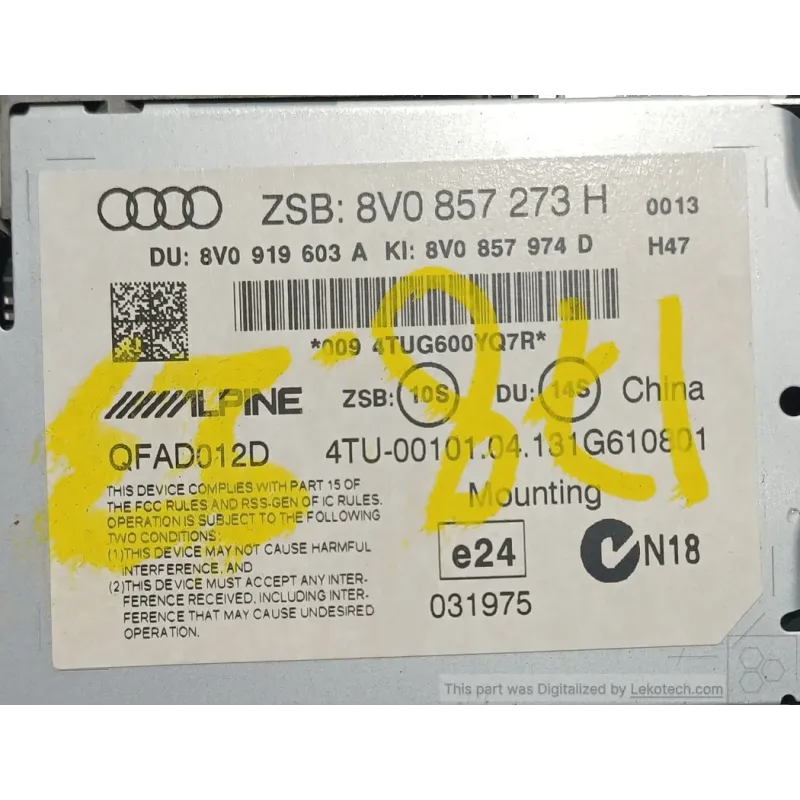 ZSB: 8V0 857 273 H 0013
DU: 8V0 919 603 A KI: 8V0 857 974 D H47
*009 4TUG600YQ7R*
ALPINE ZSB: 10S DU: 14S China
QFAD012D 4TU-00101.04.131G610801
Mounting
THIS DEVICE COMPLIES WITH PART 15 OF
THE FCC RULES AND RSS-GEN OF IC RULES.
OPERATION IS SUBJECT TO THE FOLLOWING
TWO CONDITIONS:
(1)THIS DEVICE MAY NOT CAUSE HARMFUL
INTERFERENCE, AND
(2)THIS DEVICE MUST ACCEPT ANY INTER-
FERENCE RECEIVED, INCLUDING INTER-
FERENCE THAT MAY CAUSE UNDESIRED
OPERATION.
e24 N18
031975
This part was Digitalized by Lekotech.com